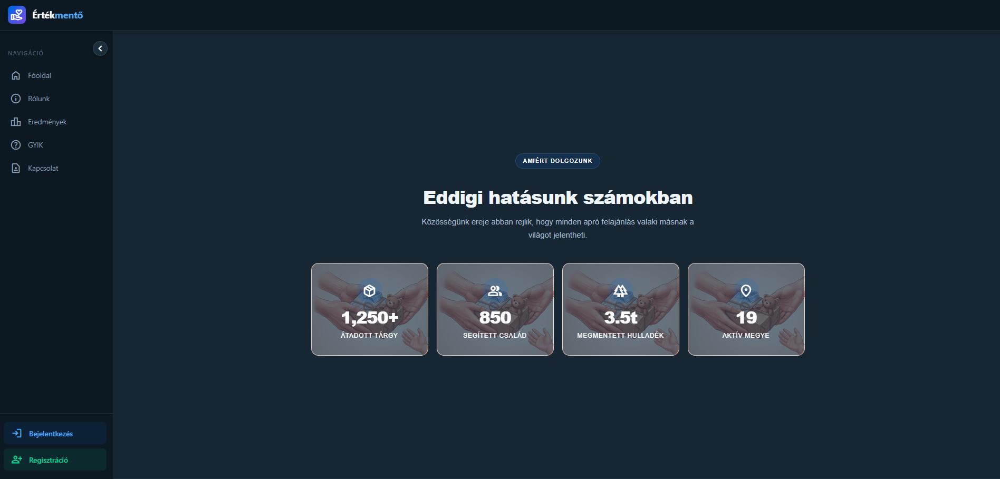 Értékmentő
NAVIGÁCIÓ
Főoldal
Rólunk
Eredmények
GYIK
Kapcsolat
Bejelentkezés
Regisztráció
AMIÉRT DOLGOZUNK
Eddigi hatásunk számokban
Közösségünk ereje abban rejlik, hogy minden apró felajánlás valaki másnak a
világot jelentheti.
1,250+
ÁTADOTT TÁRGY
850
SEGÍTETT CSALÁD
3.5t
MEGMENTETT HULLADÉK
19
AKTÍV MEGYE